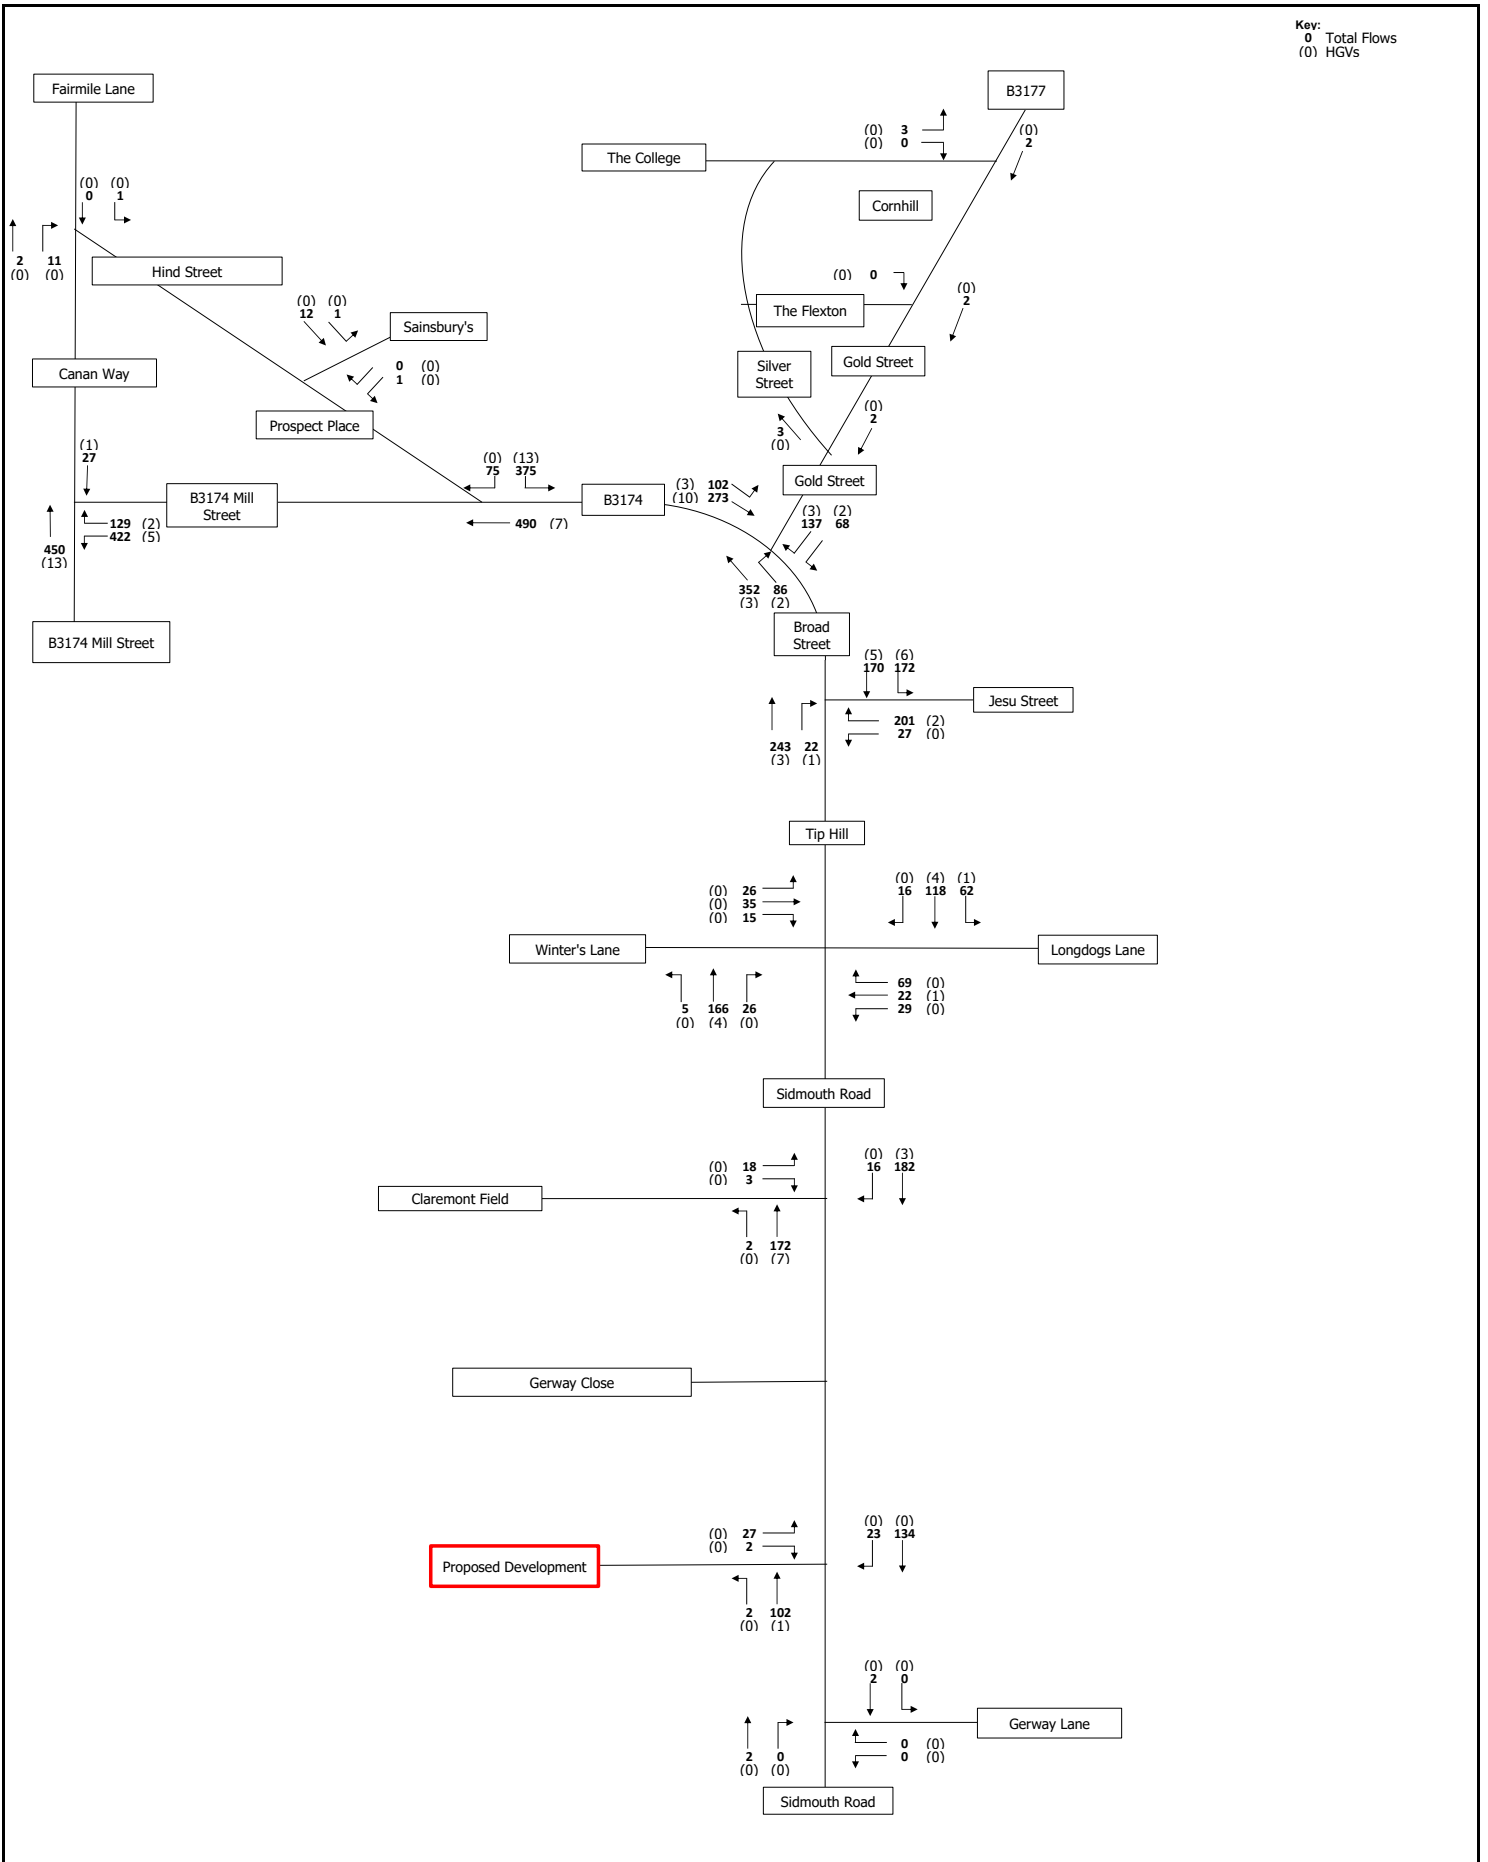 Key:
0 Total Flows
(0) HGVs
Fairmile Lane
B3177
(0) 3
(0) 0
(0)
2
The College
Cornhill
(0) (0)
0 1
2 11
(0) (0)
Hind Street
(0) 0
The Flexton
(0)
2
(0) (0)
12 1
Sainsbury's
Gold Street
Silver
Street
0 (0)
1 (0)
Canan Way
Prospect Place
(0)
2
3
(0)
(1)
27
(0) (13)
75 375
B3174 Mill
Street
B3174
(3) 102
(10) 273
Gold Street
(3) (2)
137 68
490 (7)
129 (2)
422 (5)
450
(13)
352 86
(3) (2)
B3174 Mill Street
Broad
Street
(5) (6)
170 172
Jesu Street
201 (2)
27 (0)
243 22
(3) (1)
Tip Hill
(0) 26
(0) 35
(0) 15
(0) (4) (1)
16 118 62
Winter's Lane
Longdogs Lane
5 166 26
(0) (4) (0)
69 (0)
22 (1)
29 (0)
Sidmouth Road
(0) 18
(0) 3
(0) (3)
16 182
Claremont Field
2 172
(0) (7)
Gerway Close
(0) 27
(0) 2
(0) (0)
23 134
Proposed Development
2 102
(0) (1)
(0) (0)
2 0
Gerway Lane
2 0
(0) (0)
0 (0)
0 (0)
Sidmouth Road